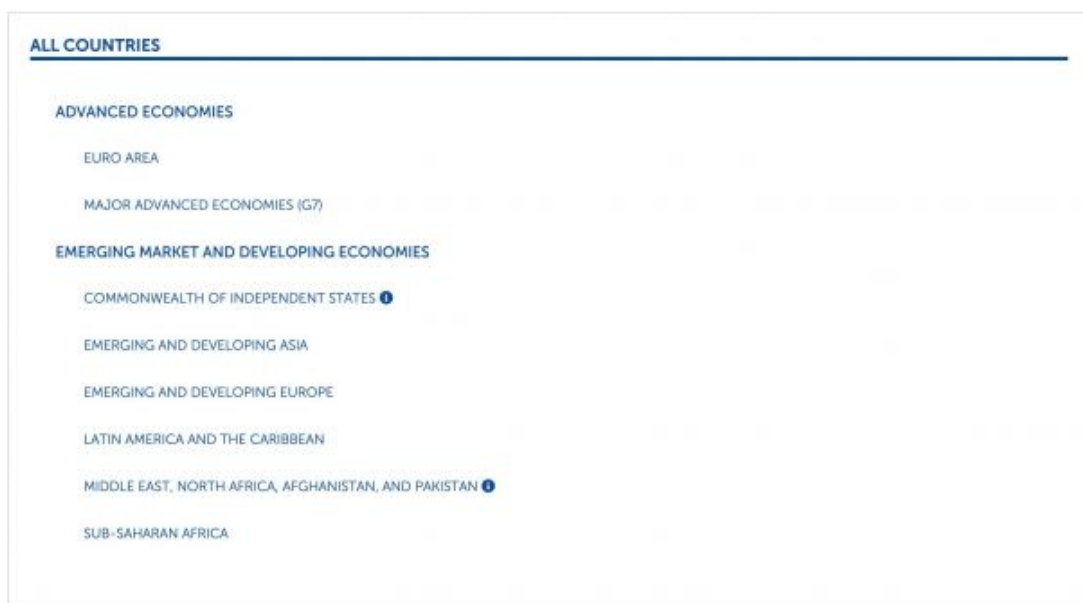 ALL COUNTRIES
ADVANCED ECONOMIES
EURO AREA
MAJOR ADVANCED ECONOMIES (G7)
EMERGING MARKET AND DEVELOPING ECONOMIES
COMMONWEALTH OF INDEPENDENT STATES
EMERGING AND DEVELOPING ASIA
EMERGING AND DEVELOPING EUROPE
LATIN AMERICA AND THE CARIBBEAN
MIDDLE EAST, NORTH AFRICA, AFGHANISTAN, AND PAKISTAN
SUB-SAHARAN AFRICA